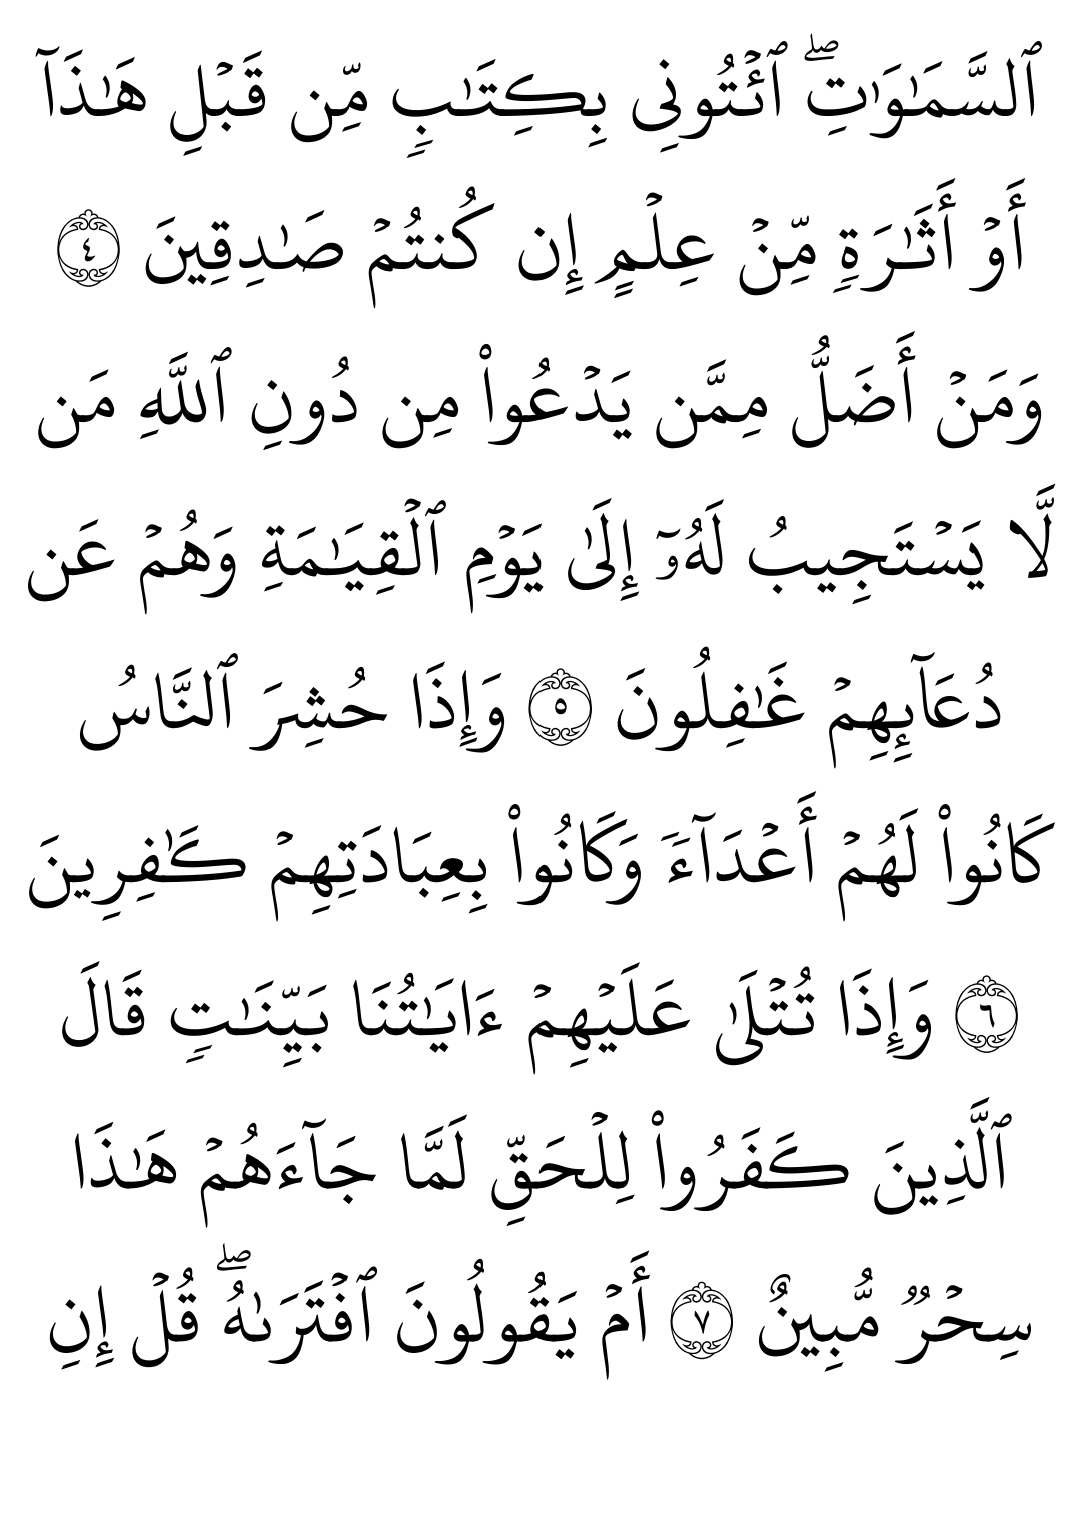 ٱلسَّمَٰوَٰتِۖ ٱئۡتُونِي بِكِتَٰبٖ مِّن قَبۡلِ هَٰذَآ
أَوۡ أَثَٰرَةٖ مِّنۡ عِلۡمٍ إِن كُنتُمۡ صَٰدِقِينَ ٤
وَمَنۡ أَضَلُّ مِمَّن يَدۡعُواْ مِن دُونِ ٱللَّهِ مَن
لَّا يَسۡتَجِيبُ لَهُۥٓ إِلَىٰ يَوۡمِ ٱلۡقِيَٰمَةِ وَهُمۡ عَن
دُعَآئِهِمۡ غَٰفِلُونَ ٥ وَإِذَا حُشِرَ ٱلنَّاسُ
كَانُواْ لَهُمۡ أَعۡدَآءٗ وَكَانُواْ بِعِبَادَتِهِمۡ كَٰفِرِينَ
٦ وَإِذَا تُتۡلَىٰ عَلَيۡهِمۡ ءَايَٰتُنَا بَيِّنَٰتٖ قَالَ
ٱلَّذِينَ كَفَرُواْ لِلۡحَقِّ لَمَّا جَآءَهُمۡ هَٰذَا
سِحۡرٞ مُّبِينٌ ٧ أَمۡ يَقُولُونَ ٱفۡتَرَىٰهُۖ قُلۡ إِنِ